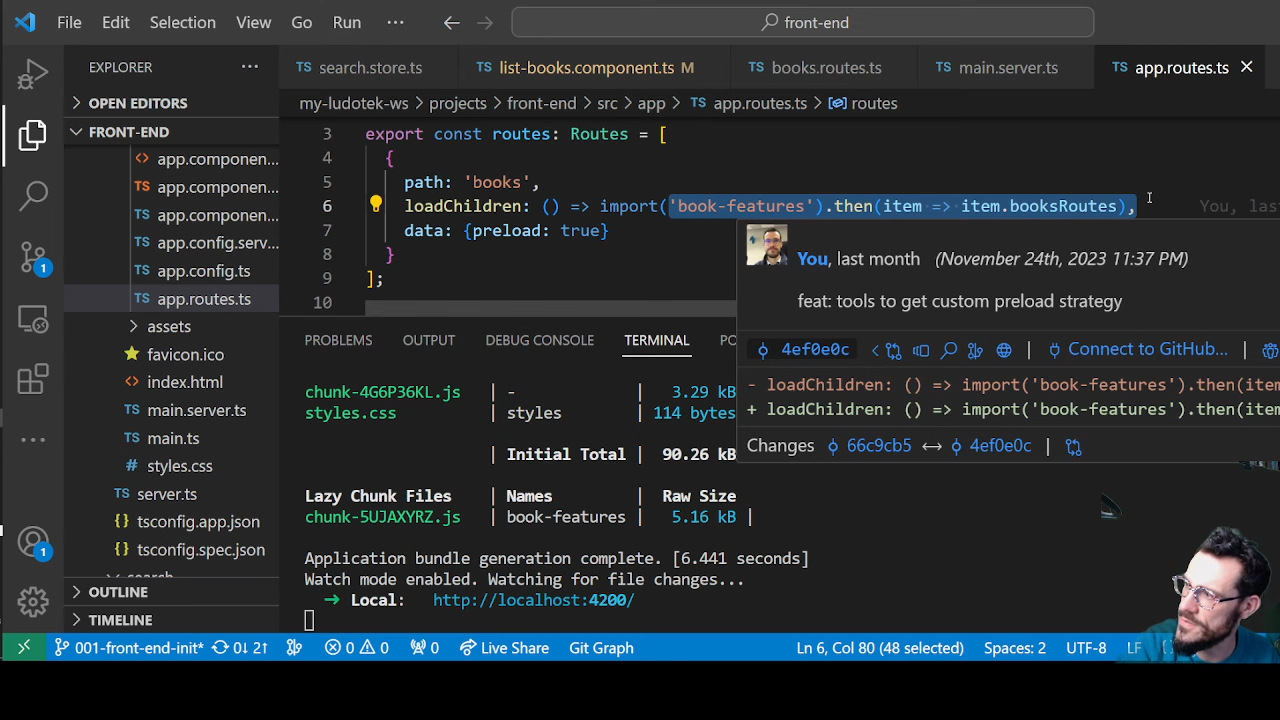 File Edit Selection View Go Run ··· ← → front-end
EXPLORER ···
TS search.store.ts TS list-books.component.ts M TS books.routes.ts TS main.server.ts TS app.routes.ts ×
> OPEN EDITORS
FRONT-END
app.componen...
app.componen...
TS app.componen...
TS app.config.serv...
TS app.config.ts
TS app.routes.ts
> assets
favicon.ico
<> index.html
TS main.server.ts
TS main.ts
# styles.css
TS server.ts
{} tsconfig.app.json
{} tsconfig.spec.json
> OUTLINE
> TIMELINE
1
1
my-ludotek-ws > projects > front-end > src > app > TS app.routes.ts > routes
3 export const routes: Routes = [
4 {
5 path: 'books',
6 loadChildren: () => import('book-features').then(item => item.booksRoutes), You,
7 data: {preload: true}
8 }
9 ];
10
You, last month (November 24th, 2023 11:37 PM)
feat: tools to get custom preload strategy
4ef0e0c Connect to GitHub...
- loadChildren: () => import('book-features').then(item
+ loadChildren: () => import('book-features').then(item
Changes 66c9cb5 ↔ 4ef0e0c
PROBLEMS OUTPUT DEBUG CONSOLE TERMINAL
chunk-4G6P36KL.js | - | 3.29 kB
styles.css | styles | 114 bytes
| Initial Total | 90.26 kB
Lazy Chunk Files | Names | Raw Size
chunk-5UJAXYRZ.js | book-features | 5.16 kB |
Application bundle generation complete. [6.441 seconds]
Watch mode enabled. Watching for file changes...
➜ Local: http://localhost:4200/
001-front-end-init* 0↓ 2↑ 0 0 0 Live Share Git Graph Ln 6, Col 80 (48 selected) Spaces: 2 UTF-8 LF